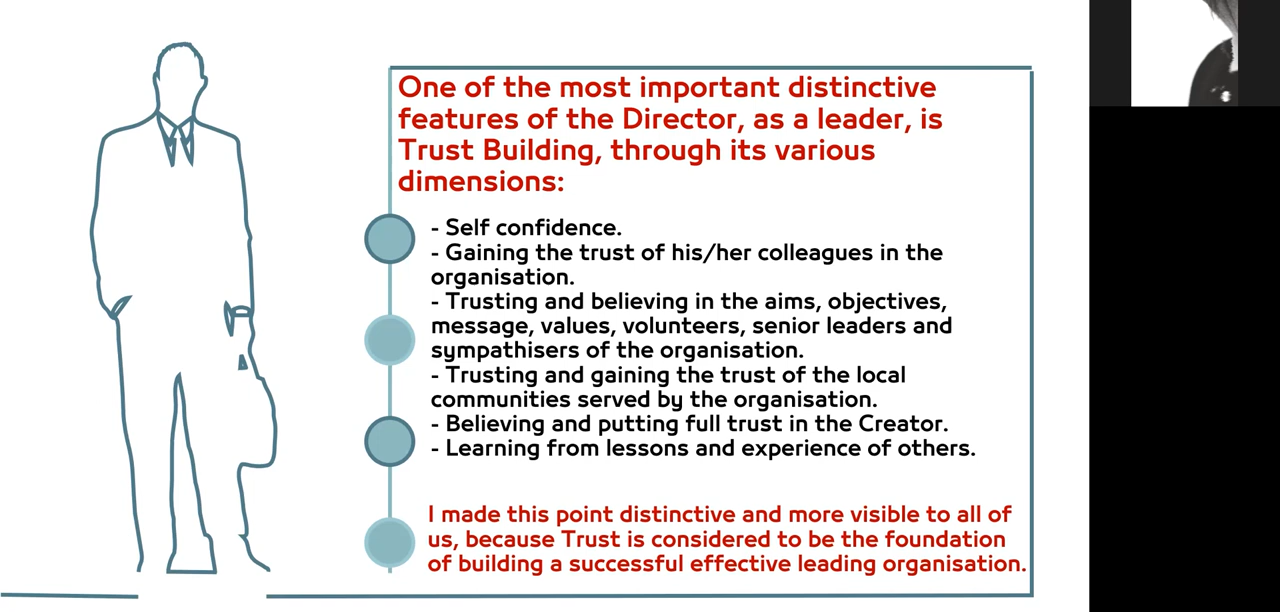 One of the most important distinctive
features of the Director, as a leader, is
Trust Building, through its various
dimensions:
- Self confidence.
- Gaining the trust of his/her colleagues in the
organisation.
- Trusting and believing in the aims, objectives,
message, values, volunteers, senior leaders and
sympathisers of the organisation.
- Trusting and gaining the trust of the local
communities served by the organisation.
- Believing and putting full trust in the Creator.
- Learning from lessons and experience of others.
I made this point distinctive and more visible to all of
us, because Trust is considered to be the foundation
of building a successful effective leading organisation.